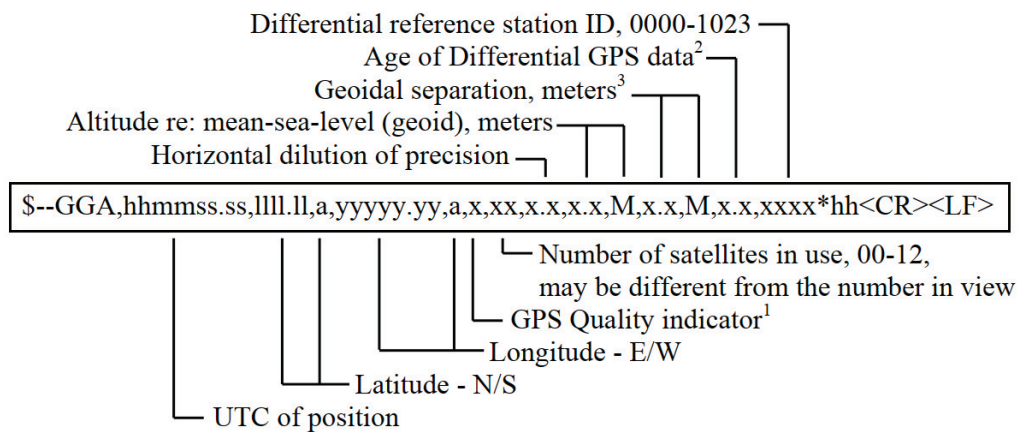 Differential reference station ID, 0000-1023
Age of Differential GPS data²
Geoidal separation, meters³
Altitude re: mean-sea-level (geoid), meters
Horizontal dilution of precision
$--GGA,hhmmss.ss,llll.ll,a,yyyyy.yy,a,x,xx,x.x,x.x,M,x.x,M,x.x,xxxx*hh<CR><LF>
Number of satellites in use, 00-12,
may be different from the number in view
GPS Quality indicator¹
Longitude - E/W
Latitude - N/S
UTC of position